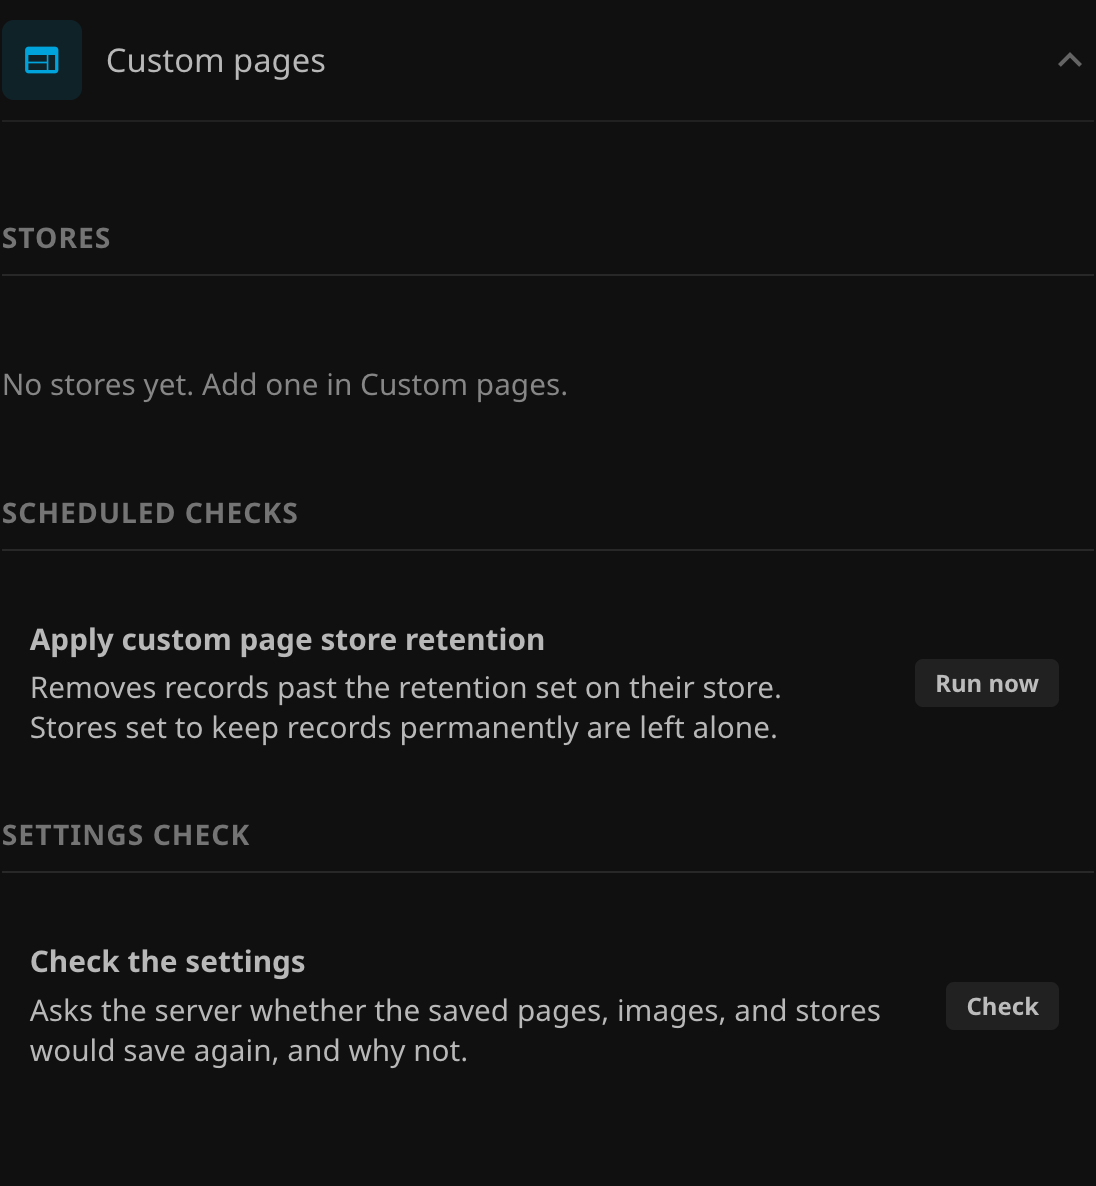 Custom pages
STORES
No stores yet. Add one in Custom pages.
SCHEDULED CHECKS
Apply custom page store retention
Removes records past the retention set on their store.
Stores set to keep records permanently are left alone.
Run now
SETTINGS CHECK
Check the settings
Asks the server whether the saved pages, images, and stores
would save again, and why not.
Check